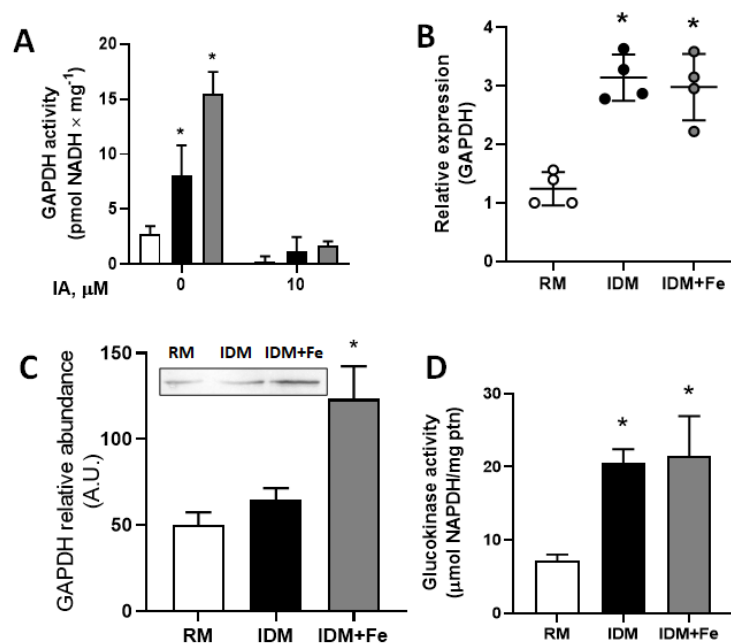 A
GAPDH activity
(pmol NADH × mg⁻¹)
20
15
10
5
0
*
*
IA, μM
0
10
B
Relative expression
(GAPDH)
4
3
2
1
0
*
*
RM
IDM
IDM+Fe
C
GAPDH relative abundance
(A.U.)
150
100
50
0
RM IDM IDM+Fe
*
RM
IDM
IDM+Fe
D
Glucokinase activity
(μmol NAPDH/mg ptn)
30
20
10
0
*
*
RM
IDM
IDM+Fe